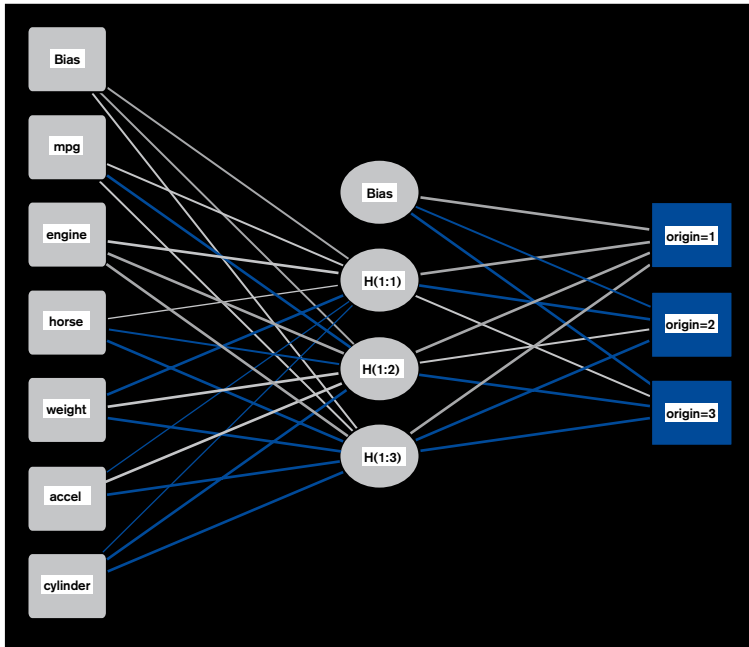 Bias
mpg
engine
horse
weight
accel
cylinder
Bias
H(1:1)
H(1:2)
H(1:3)
origin=1
origin=2
origin=3